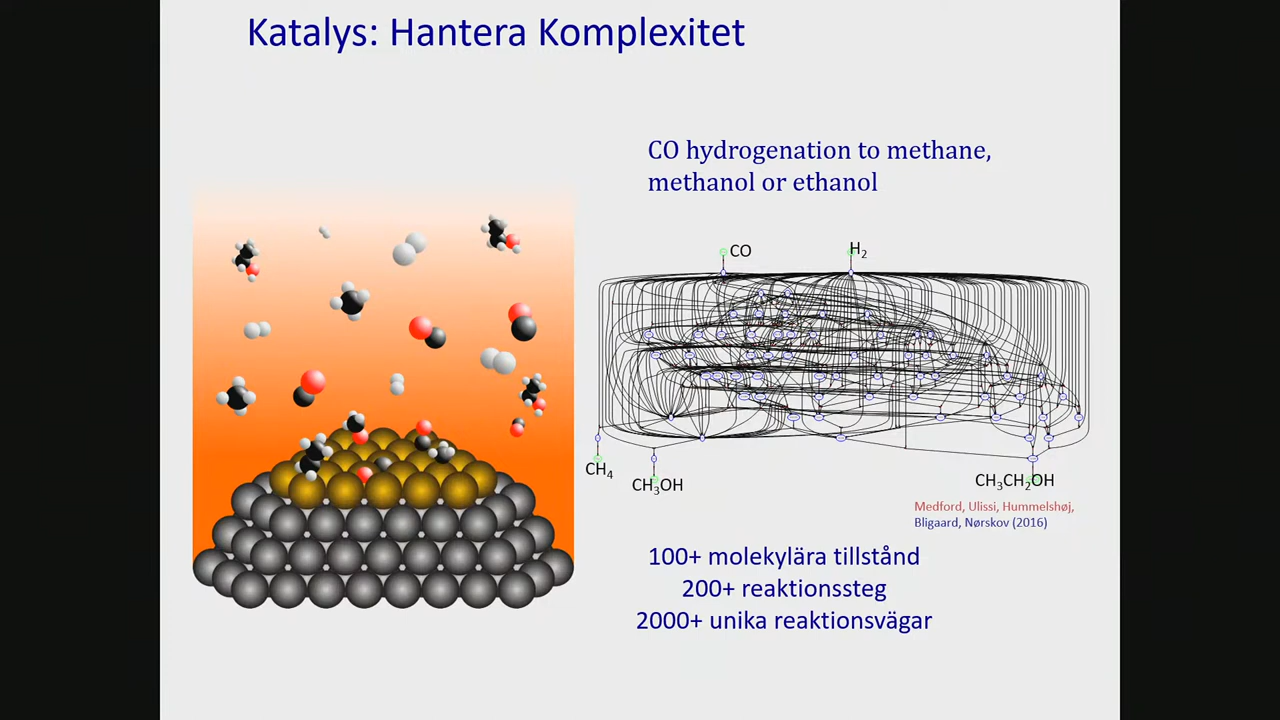 Katalys: Hantera Komplexitet
CO hydrogenation to methane,
methanol or ethanol
CO
H₂
CH₄
CH₃OH
CH₃CH₂OH
Medford, Ulissi, Hummelshøj,
Bligaard, Nørskov (2016)
100+ molekylära tillstånd
200+ reaktionssteg
2000+ unika reaktionsvägar